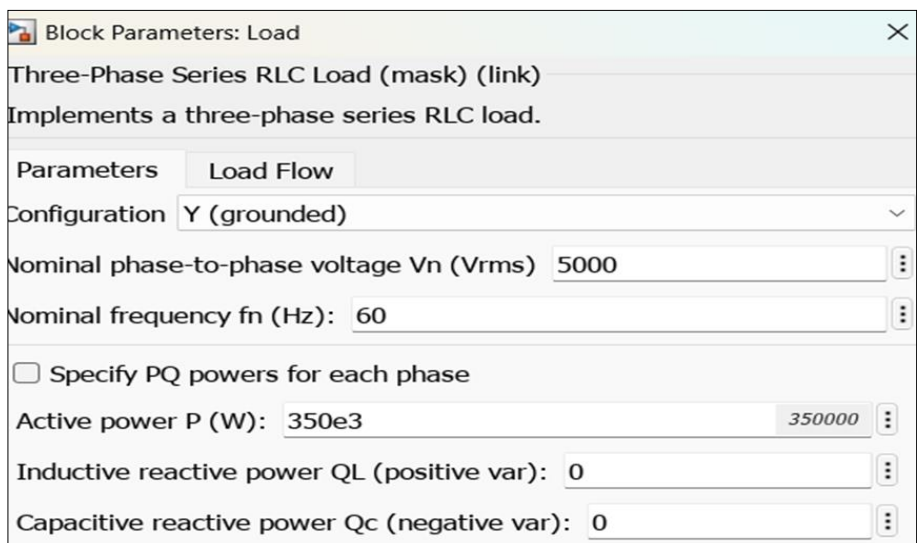 Block Parameters: Load
Three-Phase Series RLC Load (mask) (link)
Implements a three-phase series RLC load.
Parameters Load Flow
Configuration Y (grounded)
Nominal phase-to-phase voltage Vn (Vrms) 5000
Nominal frequency fn (Hz): 60
Specify PQ powers for each phase
Active power P (W): 350e3 350000
Inductive reactive power QL (positive var): 0
Capacitive reactive power Qc (negative var): 0